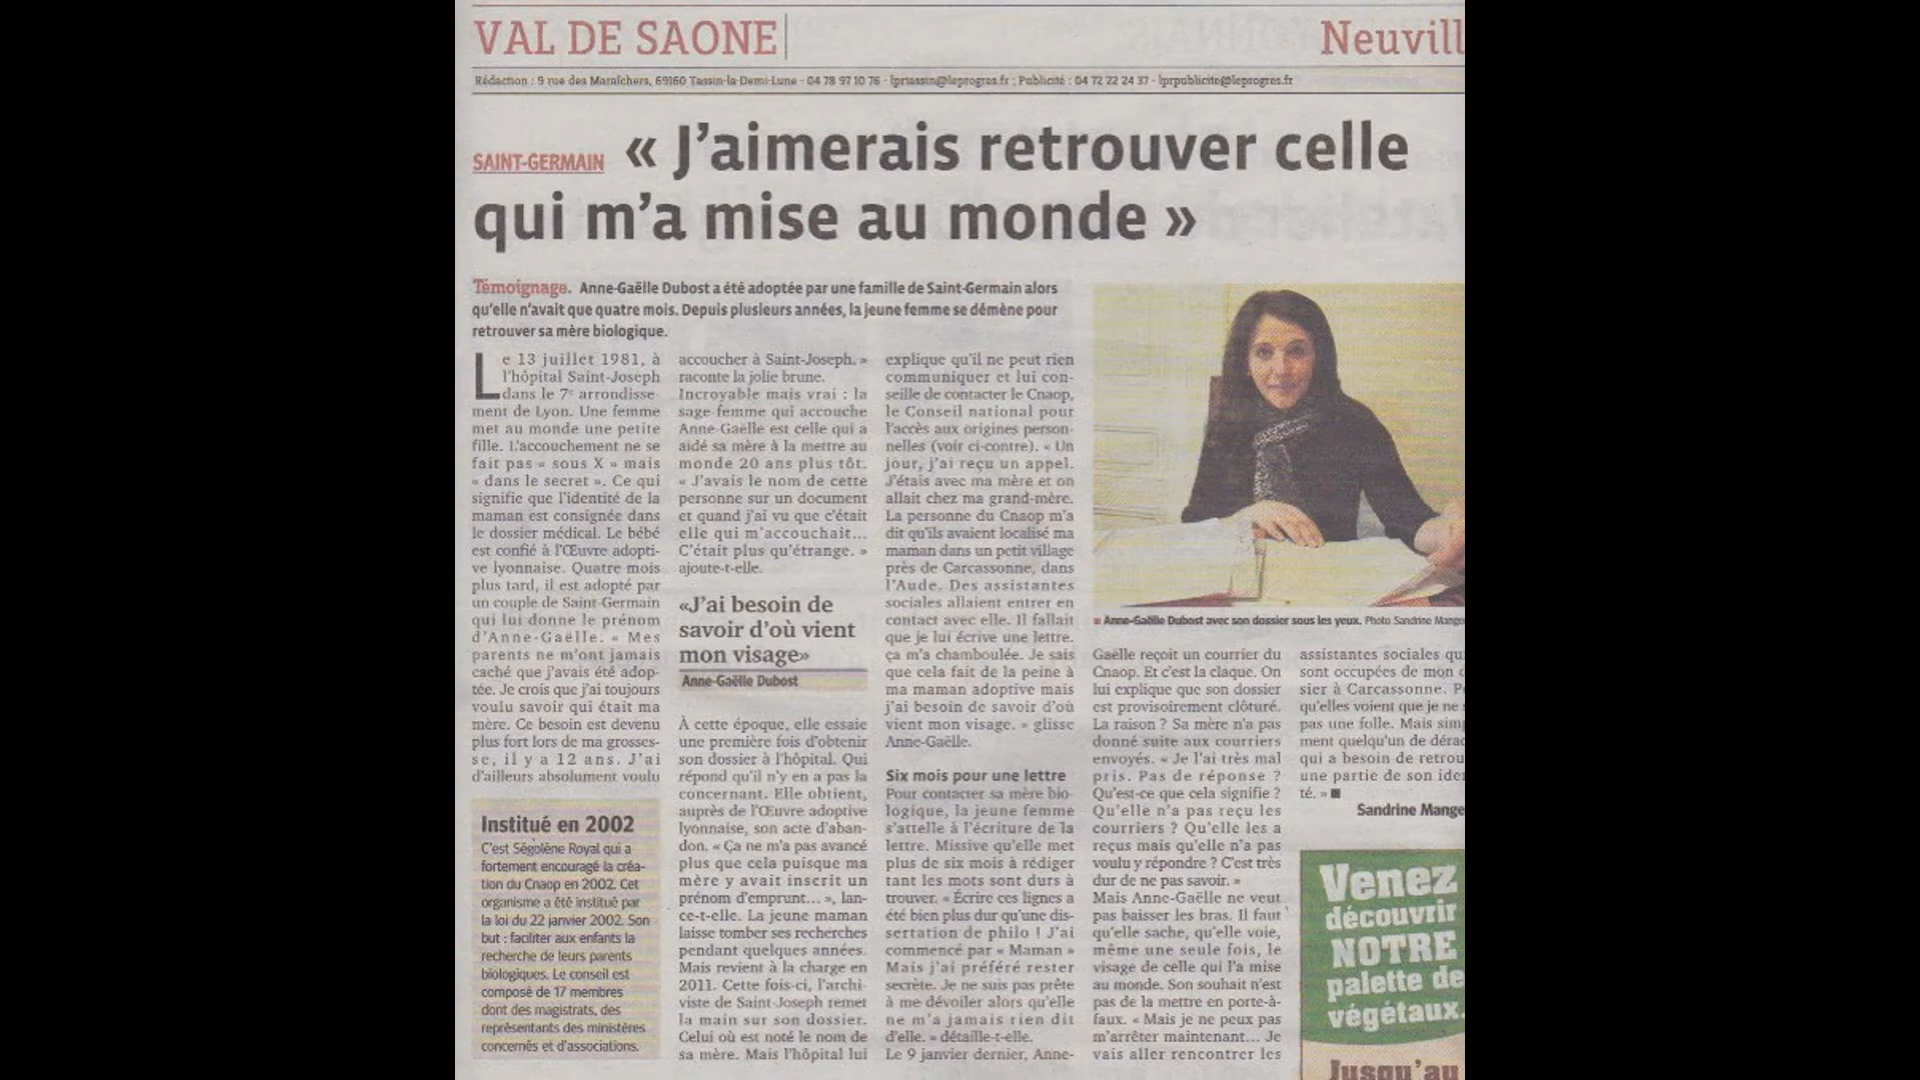 VAL DE SAONE
Neuvill
Rédaction : 9 rue des Maraîchers, 69160 Tassin-la-Demi-Lune - 04 78 97 10 76 - lprtassin@leprogres.fr ; Publicité : 04 72 22 24 37 - lprpublicite@leprogres.fr
SAINT-GERMAIN « J’aimerais retrouver celle
qui m’a mise au monde »
Témoignage. Anne-Gaëlle Dubost a été adoptée par une famille de Saint-Germain alors
qu’elle n’avait que quatre mois. Depuis plusieurs années, la jeune femme se démène pour
retrouver sa mère biologique.
Le 13 juillet 1981, à
l’hôpital Saint-Joseph
dans le 7e arrondisse-
ment de Lyon. Une femme
met au monde une petite
fille. L’accouchement ne se
fait pas « sous X » mais
« dans le secret ». Ce qui
signifie que l’identité de la
maman est consignée dans
le dossier médical. Le bébé
est confié à l’Œuvre adopti-
ve lyonnaise. Quatre mois
plus tard, il est adopté par
un couple de Saint-Germain
qui lui donne le prénom
d’Anne-Gaëlle. « Mes
parents ne m’ont jamais
caché que j’avais été adop-
tée. Je crois que j’ai toujours
voulu savoir qui était ma
mère. Ce besoin est devenu
plus fort lors de ma grosses-
se, il y a 12 ans. J’ai
d’ailleurs absolument voulu
Institué en 2002
C’est Ségolène Royal qui a
fortement encouragé la créa-
tion du Cnaop en 2002. Cet
organisme a été institué par
la loi du 22 janvier 2002. Son
but : faciliter aux enfants la
recherche de leurs parents
biologiques. Le conseil est
composé de 17 membres
dont des magistrats, des
représentants des ministères
concernés et d’associations.
accoucher à Saint-Joseph. »
raconte la jolie brune.
Incroyable mais vrai : la
sage-femme qui accouche
Anne-Gaëlle est celle qui a
aidé sa mère à la mettre au
monde 20 ans plus tôt.
« J’avais le nom de cette
personne sur un document
et quand j’ai vu que c’était
elle qui m’accouchait...
C’était plus qu’étrange. »
ajoute-t-elle.
«J’ai besoin de
savoir d’où vient
mon visage»
Anne-Gaëlle Dubost
À cette époque, elle essaie
une première fois d’obtenir
son dossier à l’hôpital. Qui
répond qu’il n’y en a pas la
concernant. Elle obtient,
auprès de l’Œuvre adoptive
lyonnaise, son acte d’aban-
don. « Ça ne m’a pas avancé
plus que cela puisque ma
mère y avait inscrit un
prénom d’emprunt... », lan-
ce-t-elle. La jeune maman
laisse tomber ses recherches
pendant quelques années.
Mais revient à la charge en
2011. Cette fois-ci, l’archi-
viste de Saint-Joseph remet
la main sur son dossier.
Celui où est noté le nom de
sa mère. Mais l’hôpital lui
explique qu’il ne peut rien
communiquer et lui con-
seille de contacter le Cnaop,
le Conseil national pour
l’accès aux origines person-
nelles (voir ci-contre). « Un
jour, j’ai reçu un appel.
J’étais avec ma mère et on
allait chez ma grand-mère.
La personne du Cnaop m’a
dit qu’ils avaient localisé ma
maman dans un petit village
près de Carcassonne, dans
l’Aude. Des assistantes
sociales allaient entrer en
contact avec elle. Il fallait
que je lui écrive une lettre.
ça m’a chamboulée. Je sais
que cela fait de la peine à
ma maman adoptive mais
j’ai besoin de savoir d’où
vient mon visage. » glisse
Anne-Gaëlle.
Six mois pour une lettre
Pour contacter sa mère bio-
logique, la jeune femme
s’attelle à l’écriture de la
lettre. Missive qu’elle met
plus de six mois à rédiger
tant les mots sont durs à
trouver. « Écrire ces lignes a
été bien plus dur qu’une dis-
sertation de philo ! J’ai
commencé par « Maman »
Mais j’ai préféré rester
secrète. Je ne suis pas prête
à me dévoiler alors qu’elle
ne m’a jamais rien dit
d’elle. » détaille-t-elle.
Le 9 janvier dernier, Anne-
■ Anne-Gaëlle Dubost avec son dossier sous les yeux. Photo Sandrine Mange
Gaëlle reçoit un courrier du
Cnaop. Et c’est la claque. On
lui explique que son dossier
est provisoirement clôturé.
La raison ? Sa mère n’a pas
donné suite aux courriers
envoyés. « Je l’ai très mal
pris. Pas de réponse ?
Qu’est-ce que cela signifie ?
Qu’elle n’a pas reçu les
courriers ? Qu’elle les a
reçus mais qu’elle n’a pas
voulu y répondre ? C’est très
dur de ne pas savoir. »
Mais Anne-Gaëlle ne veut
pas baisser les bras. Il faut
qu’elle sache, qu’elle voie,
même une seule fois, le
visage de celle qui l’a mise
au monde. Son souhait n’est
pas de la mettre en porte-à-
faux. « Mais je ne peux pas
m’arrêter maintenant... Je
vais aller rencontrer les
assistantes sociales qu
sont occupées de mon
sier à Carcassonne. P
qu’elles voient que je ne
pas une folle. Mais sim
ment quelqu’un de dérac
qui a besoin de retrou
une partie de son ide
té. » ■
Sandrine Mange
Venez
découvrir
NOTRE
palette de
végétaux.
Jusqu’au